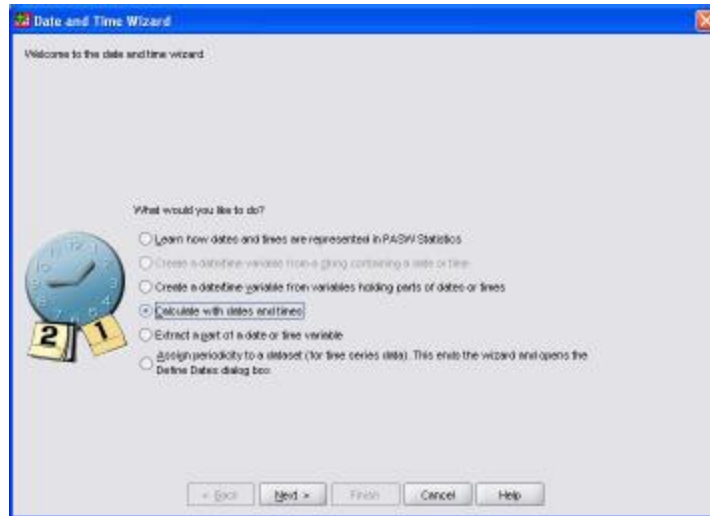 Date and Time Wizard
Welcome to the date and time wizard.
What would you like to do?
Learn how dates and times are represented in PASW Statistics
Create a date/time variable from a string containing a date or time
Create a date/time variable from variables holding parts of dates or times
Calculate with dates and times
Extract a part of a date or time variable
Assign periodicity to a dataset (for time series data). This ends the wizard and opens the
Define Dates dialog box
2 1
< Back Next > Finish Cancel Help